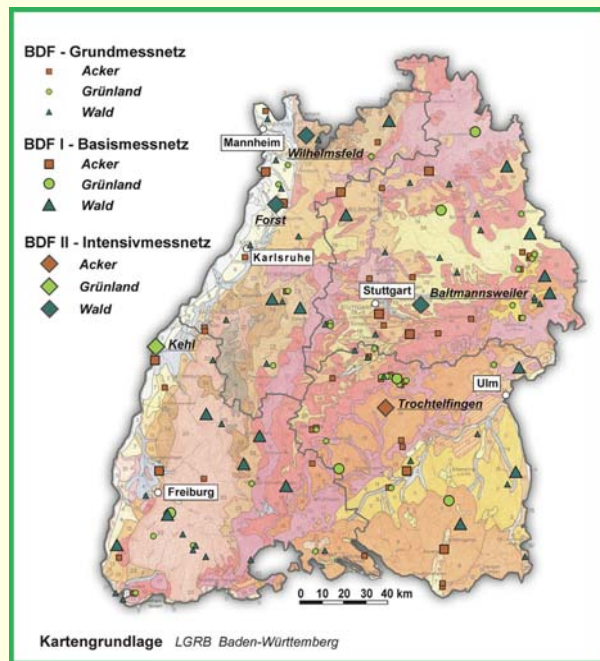 BDF - Grundmessnetz
Acker
Grünland
Wald
BDF I - Basismessnetz
Acker
Grünland
Wald
BDF II - Intensivmessnetz
Acker
Grünland
Wald
Mannheim
Wilhelmsfeld
Forst
Karlsruhe
Stuttgart
Baltmannsweiler
Kehl
Ulm
Trochtelfingen
Freiburg
0 10 20 30 40 km
Kartengrundlage LGRB Baden-Württemberg